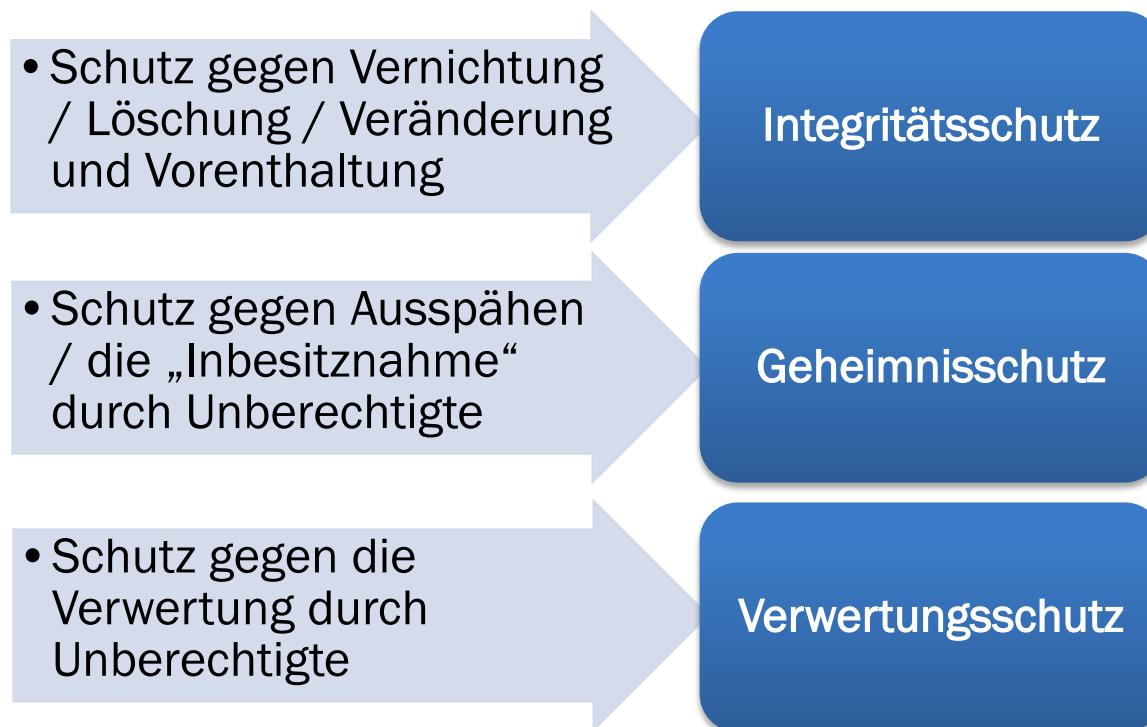 • Schutz gegen Vernichtung
/ Löschung / Veränderung
und Vorenthaltung
Integritätsschutz
• Schutz gegen Ausspähen
/ die „Inbesitznahme“
durch Unberechtigte
Geheimnisschutz
• Schutz gegen die
Verwertung durch
Unberechtigte
Verwertungsschutz